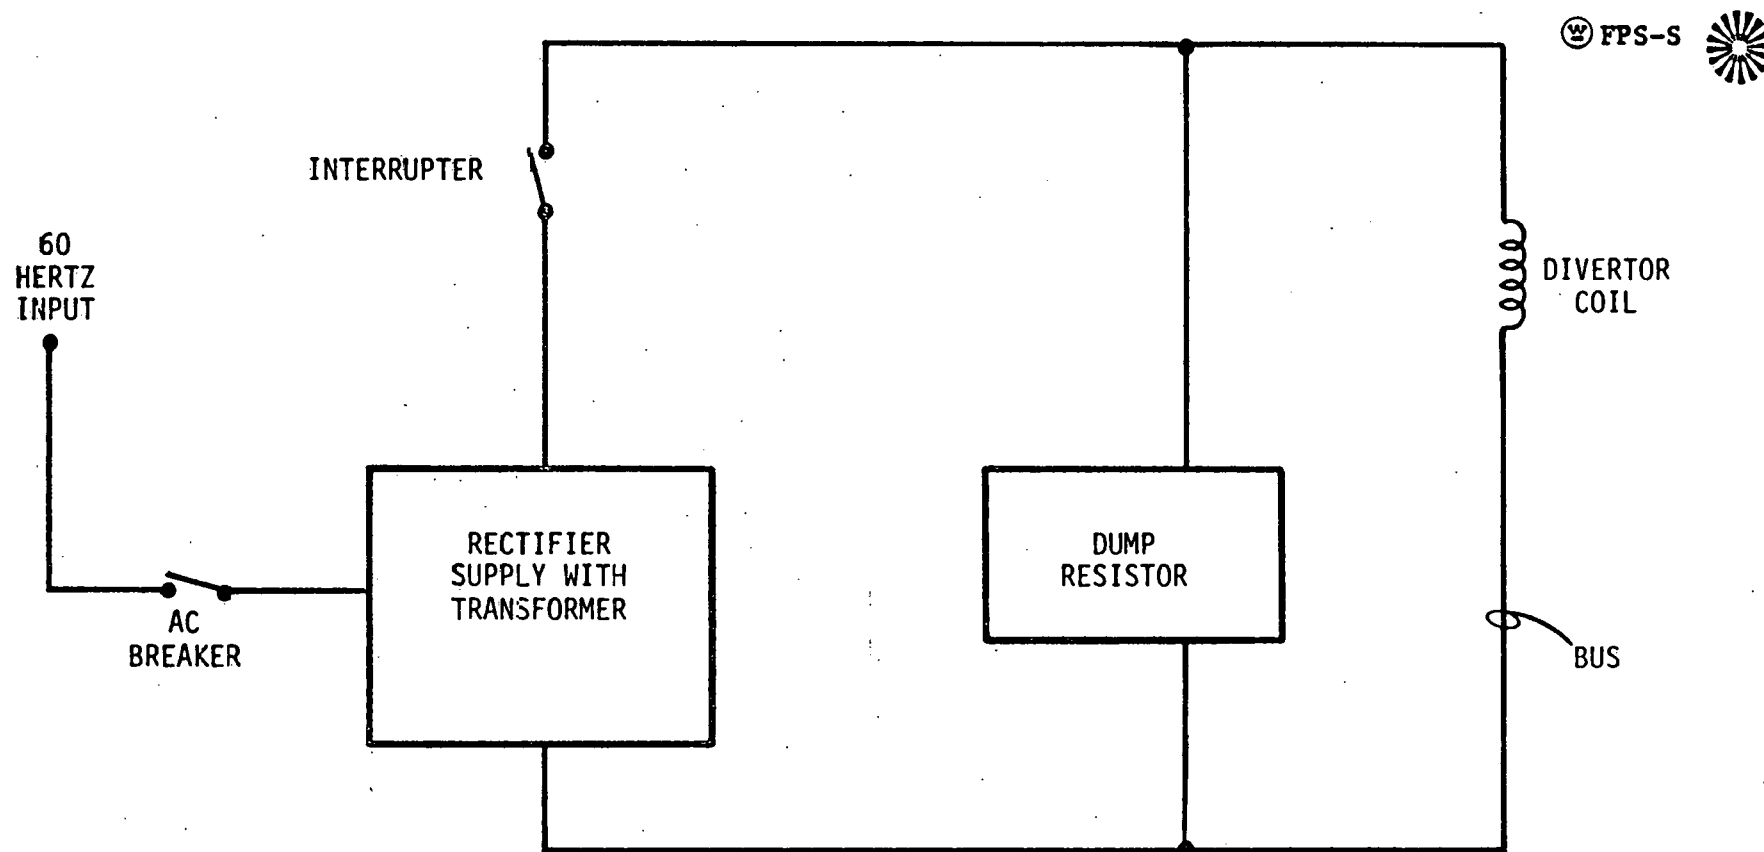 W FPS-S
INTERRUPTER
60
HERTZ
INPUT
DIVERTOR
COIL
RECTIFIER
SUPPLY WITH
TRANSFORMER
DUMP
RESISTOR
AC
BREAKER
BUS